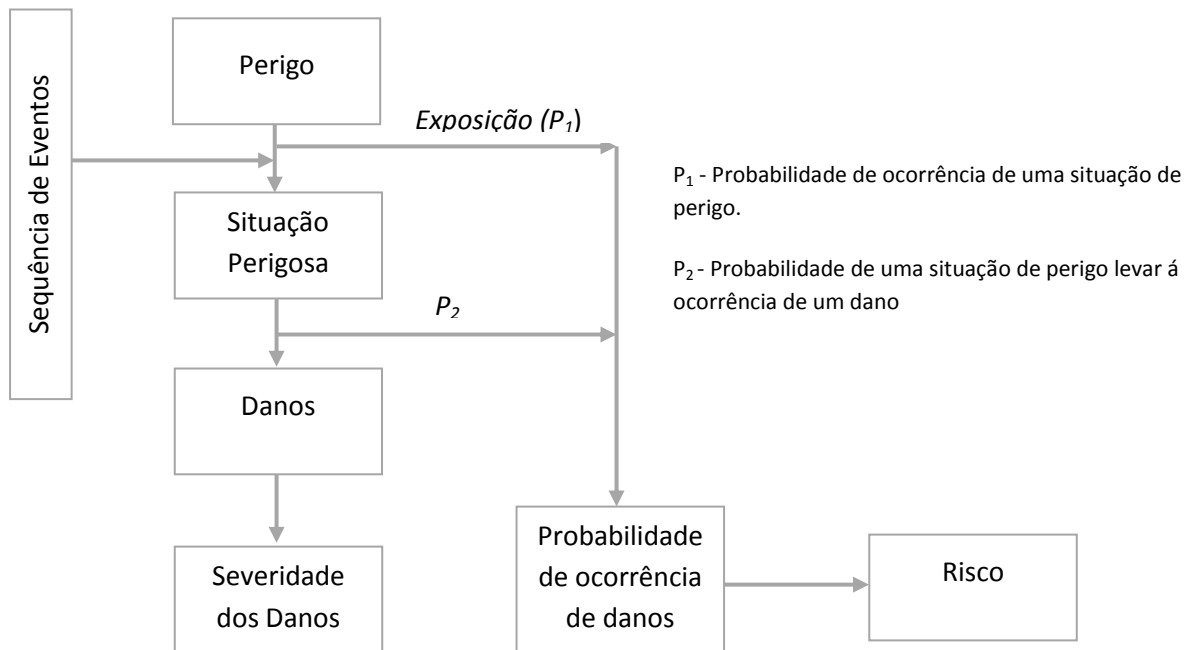 Sequência de Eventos
Perigo
Exposição (P₁)
Situação
Perigosa
P₂
Danos
Severidade
dos Danos
Probabilidade
de ocorrência
de danos
Risco
P₁ - Probabilidade de ocorrência de uma situação de
perigo.
P₂ - Probabilidade de uma situação de perigo levar á
ocorrência de um dano